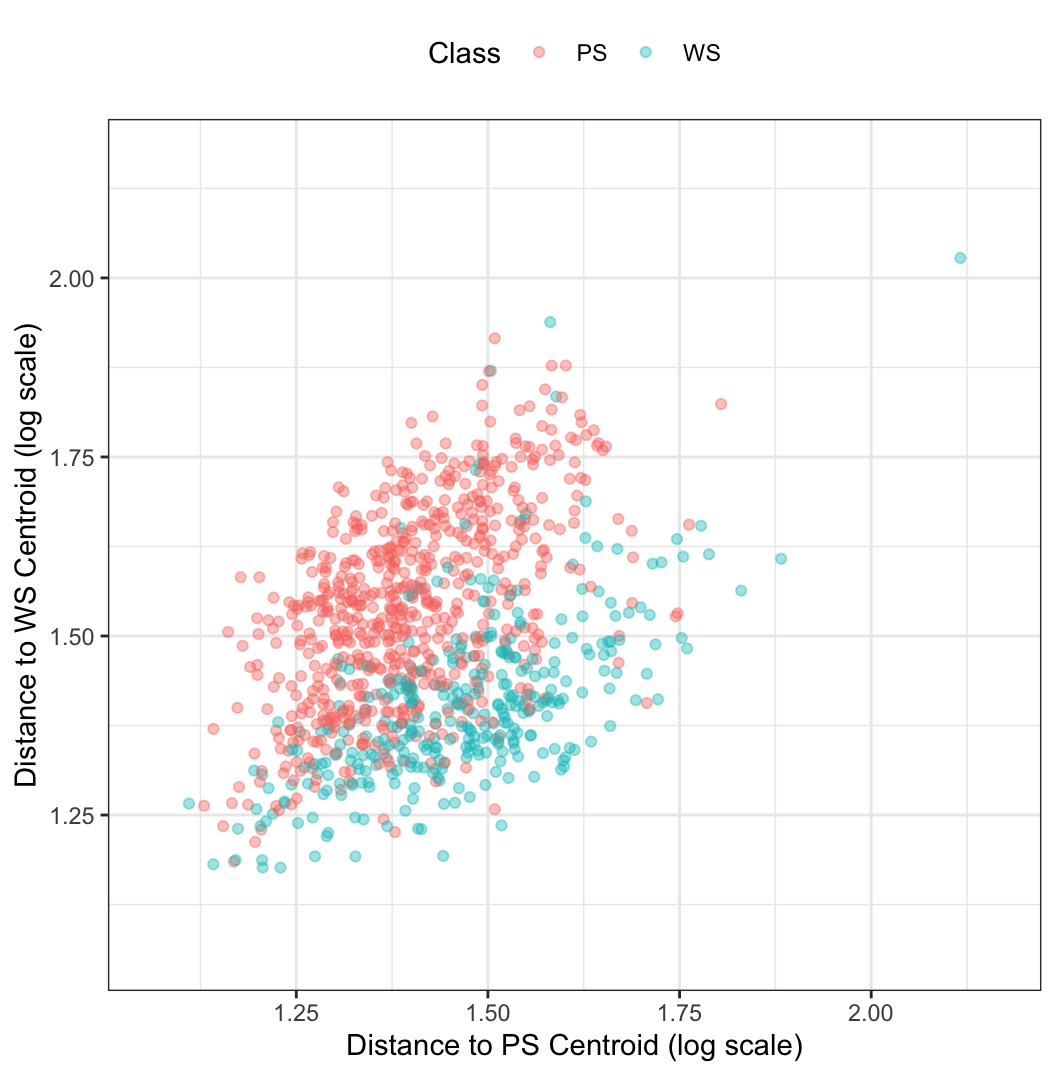 Class PS WS
Distance to WS Centroid (log scale)
2.00
1.75
1.50
1.25
1.25 1.50 1.75 2.00
Distance to PS Centroid (log scale)